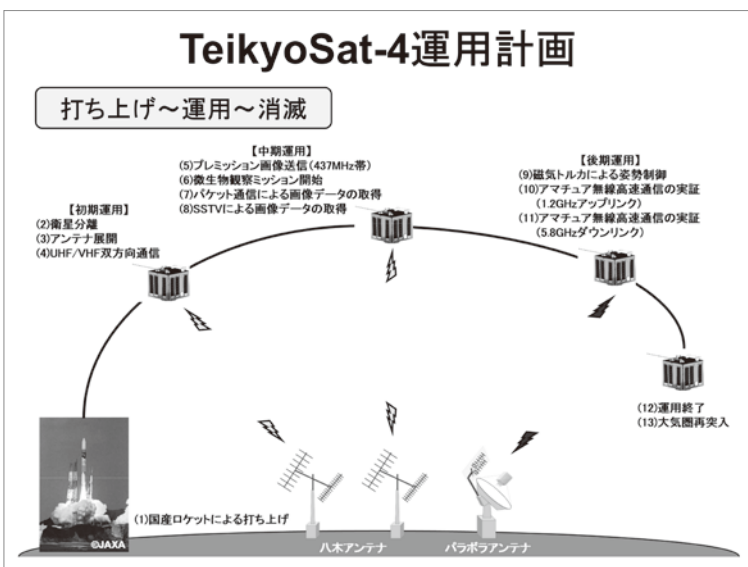 TeikyoSat-4運用計画
打ち上げ～運用～消滅
【初期運用】
(2)衛星分離
(3)アンテナ展開
(4)UHF/VHF双方向通信
【中期運用】
(5)プレミッション画像送信(437MHz帯)
(6)微生物観察ミッション開始
(7)パケット通信による画像データの取得
(8)SSTVによる画像データの取得
【後期運用】
(9)磁気トルカによる姿勢制御
(10)アマチュア無線高速通信の実証
(1.2GHzアップリンク)
(11)アマチュア無線高速通信の実証
(5.8GHzダウンリンク)
(12)運用終了
(13)大気圏再突入
(1)国産ロケットによる打ち上げ
©JAXA
八木アンテナ
パラボラアンテナ